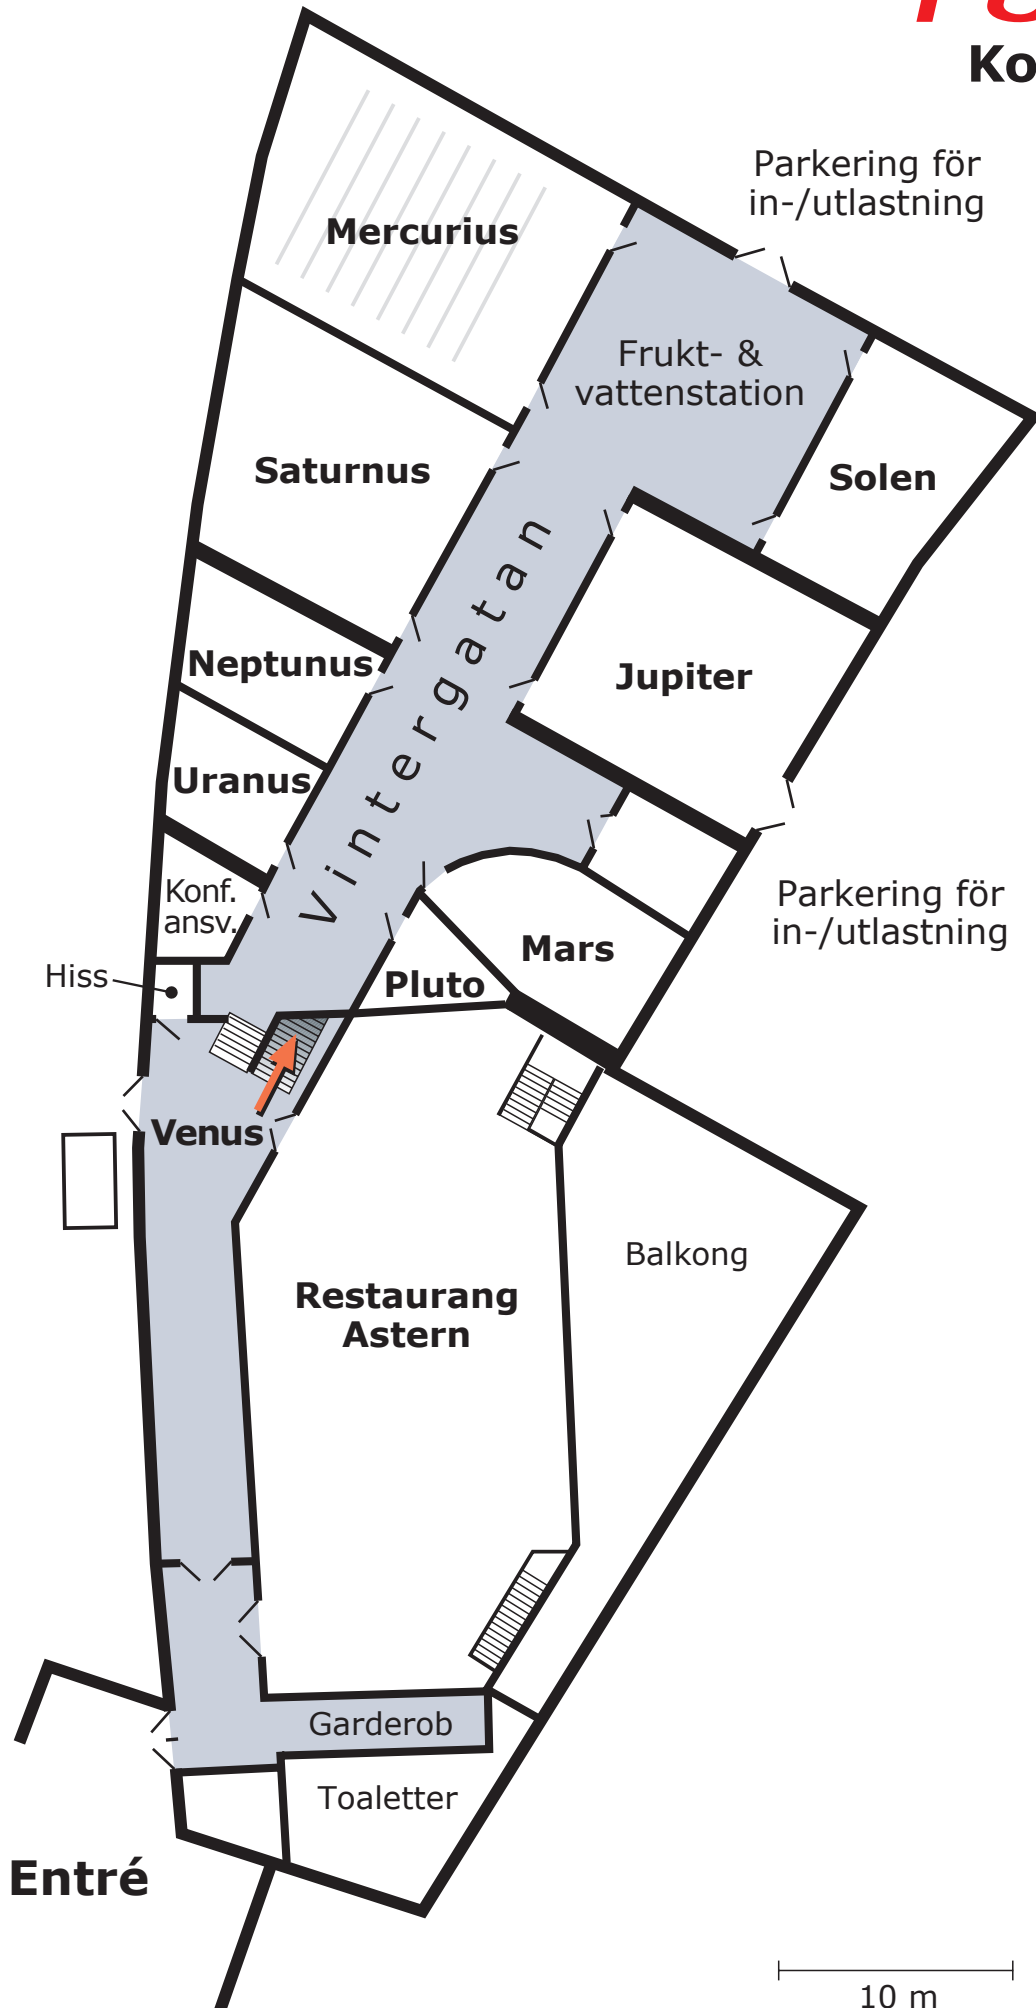 Ko
Parkering för
in-/utlastning
Mercurius
Frukt- &
vattenstation
Saturnus
Solen
Vintergatan
Neptunus
Jupiter
Uranus
Konf.
ansv.
Parkering för
in-/utlastning
Mars
Hiss
Pluto
Venus
Balkong
Restaurang
Astern
Garderob
Toaletter
Entré
10 m